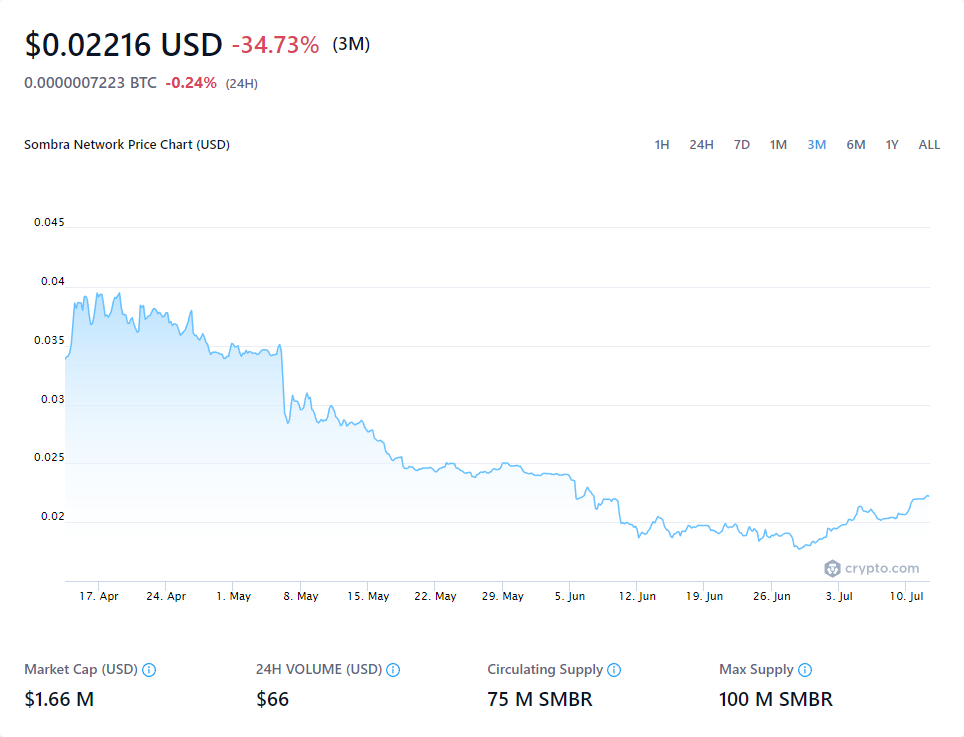 $0.02216 USD -34.73% (3M)
0.0000007223 BTC -0.24% (24H)
Sombra Network Price Chart (USD) 1H 24H 7D 1M 3M 6M 1Y ALL
0.045
0.04
0.035
0.03
0.025
0.02
crypto.com
17. Apr 24. Apr 1. May 8. May 15. May 22. May 29. May 5. Jun 12. Jun 19. Jun 26. Jun 3. Jul 10. Jul
Market Cap (USD) 24H VOLUME (USD) Circulating Supply Max Supply
$1.66 M $66 75 M SMBR 100 M SMBR